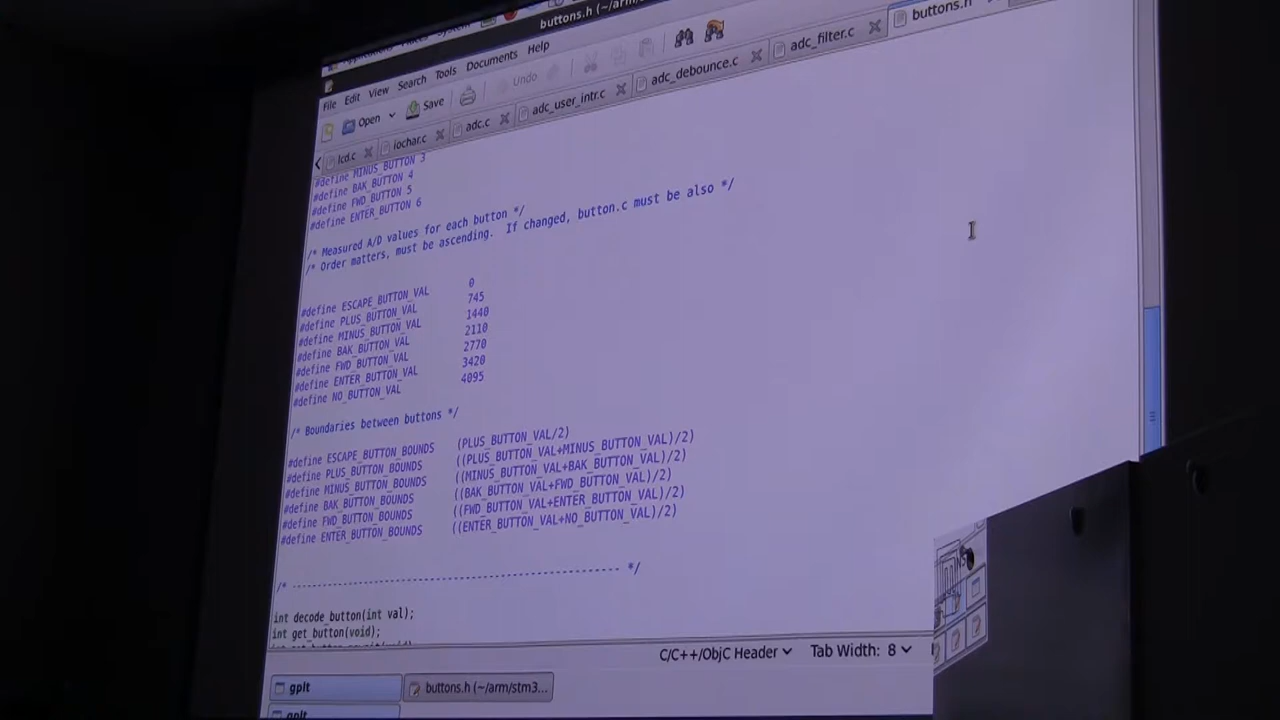 buttons.h (~/arm/s
File Edit View Search Tools Documents Help
Open Save Undo
lcd.c iochar.c adc.c adc_user_intr.c adc_debounce.c adc_filter.c buttons.h
#define MINUS_BUTTON 3
#define BAK_BUTTON 4
#define FWD_BUTTON 5
#define ENTER_BUTTON 6
/* Measured A/D values for each button */
/* Order matters, must be ascending. If changed, button.c must be also */
#define ESCAPE_BUTTON_VAL 0
#define PLUS_BUTTON_VAL 745
#define MINUS_BUTTON_VAL 1440
#define BAK_BUTTON_VAL 2110
#define FWD_BUTTON_VAL 2770
#define ENTER_BUTTON_VAL 3420
#define NO_BUTTON_VAL 4095
/* Boundaries between buttons */
#define ESCAPE_BUTTON_BOUNDS (PLUS_BUTTON_VAL/2)
#define PLUS_BUTTON_BOUNDS ((PLUS_BUTTON_VAL+MINUS_BUTTON_VAL)/2)
#define MINUS_BUTTON_BOUNDS ((MINUS_BUTTON_VAL+BAK_BUTTON_VAL)/2)
#define BAK_BUTTON_BOUNDS ((BAK_BUTTON_VAL+FWD_BUTTON_VAL)/2)
#define FWD_BUTTON_BOUNDS ((FWD_BUTTON_VAL+ENTER_BUTTON_VAL)/2)
#define ENTER_BUTTON_BOUNDS ((ENTER_BUTTON_VAL+NO_BUTTON_VAL)/2)
/* ------------------------------------------------- */
int decode_button(int val);
int get_button(void);
C/C++/ObjC Header Tab Width: 8
gplt buttons.h (~/arm/stm3...
gplt